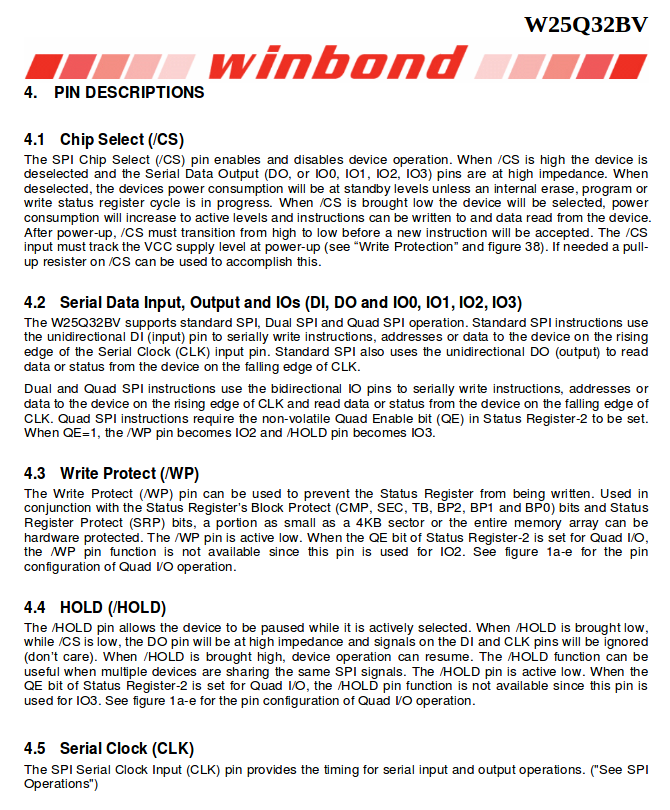 W25Q32BV
winbond
4. PIN DESCRIPTIONS
4.1 Chip Select (/CS)
The SPI Chip Select (/CS) pin enables and disables device operation. When /CS is high the device is
deselected and the Serial Data Output (DO, or IO0, IO1, IO2, IO3) pins are at high impedance. When
deselected, the devices power consumption will be at standby levels unless an internal erase, program or
write status register cycle is in progress. When /CS is brought low the device will be selected, power
consumption will increase to active levels and instructions can be written to and data read from the device.
After power-up, /CS must transition from high to low before a new instruction will be accepted. The /CS
input must track the VCC supply level at power-up (see “Write Protection” and figure 38). If needed a pull-
up resister on /CS can be used to accomplish this.
4.2 Serial Data Input, Output and IOs (DI, DO and IO0, IO1, IO2, IO3)
The W25Q32BV supports standard SPI, Dual SPI and Quad SPI operation. Standard SPI instructions use
the unidirectional DI (input) pin to serially write instructions, addresses or data to the device on the rising
edge of the Serial Clock (CLK) input pin. Standard SPI also uses the unidirectional DO (output) to read
data or status from the device on the falling edge of CLK.
Dual and Quad SPI instructions use the bidirectional IO pins to serially write instructions, addresses or
data to the device on the rising edge of CLK and read data or status from the device on the falling edge of
CLK. Quad SPI instructions require the non-volatile Quad Enable bit (QE) in Status Register-2 to be set.
When QE=1, the /WP pin becomes IO2 and /HOLD pin becomes IO3.
4.3 Write Protect (/WP)
The Write Protect (/WP) pin can be used to prevent the Status Register from being written. Used in
conjunction with the Status Register’s Block Protect (CMP, SEC, TB, BP2, BP1 and BP0) bits and Status
Register Protect (SRP) bits, a portion as small as a 4KB sector or the entire memory array can be
hardware protected. The /WP pin is active low. When the QE bit of Status Register-2 is set for Quad I/O,
the /WP pin function is not available since this pin is used for IO2. See figure 1a-e for the pin
configuration of Quad I/O operation.
4.4 HOLD (/HOLD)
The /HOLD pin allows the device to be paused while it is actively selected. When /HOLD is brought low,
while /CS is low, the DO pin will be at high impedance and signals on the DI and CLK pins will be ignored
(don’t care). When /HOLD is brought high, device operation can resume. The /HOLD function can be
useful when multiple devices are sharing the same SPI signals. The /HOLD pin is active low. When the
QE bit of Status Register-2 is set for Quad I/O, the /HOLD pin function is not available since this pin is
used for IO3. See figure 1a-e for the pin configuration of Quad I/O operation.
4.5 Serial Clock (CLK)
The SPI Serial Clock Input (CLK) pin provides the timing for serial input and output operations. ("See SPI
Operations")